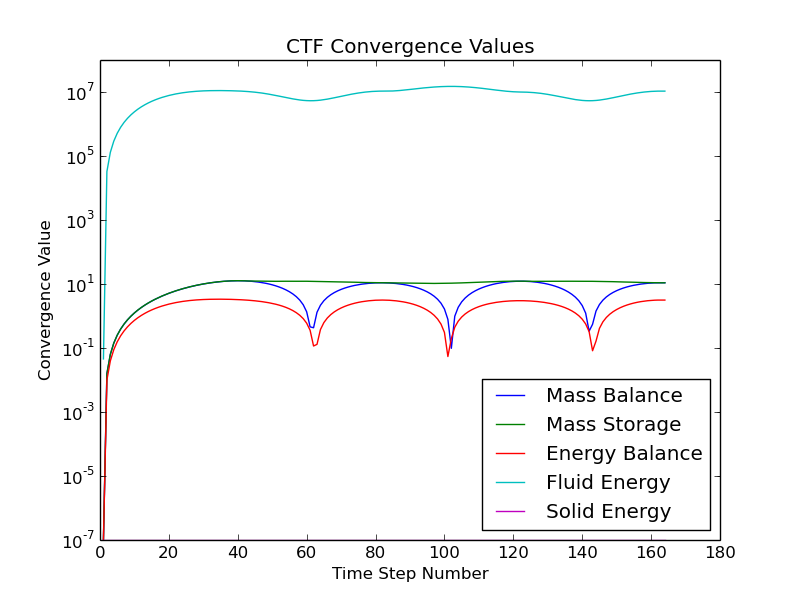 CTF Convergence Values
Convergence Value
10^7
10^5
10^3
10^1
10^-1
10^-3
10^-5
10^-7
0 20 40 60 80 100 120 140 160 180
Time Step Number
Mass Balance
Mass Storage
Energy Balance
Fluid Energy
Solid Energy